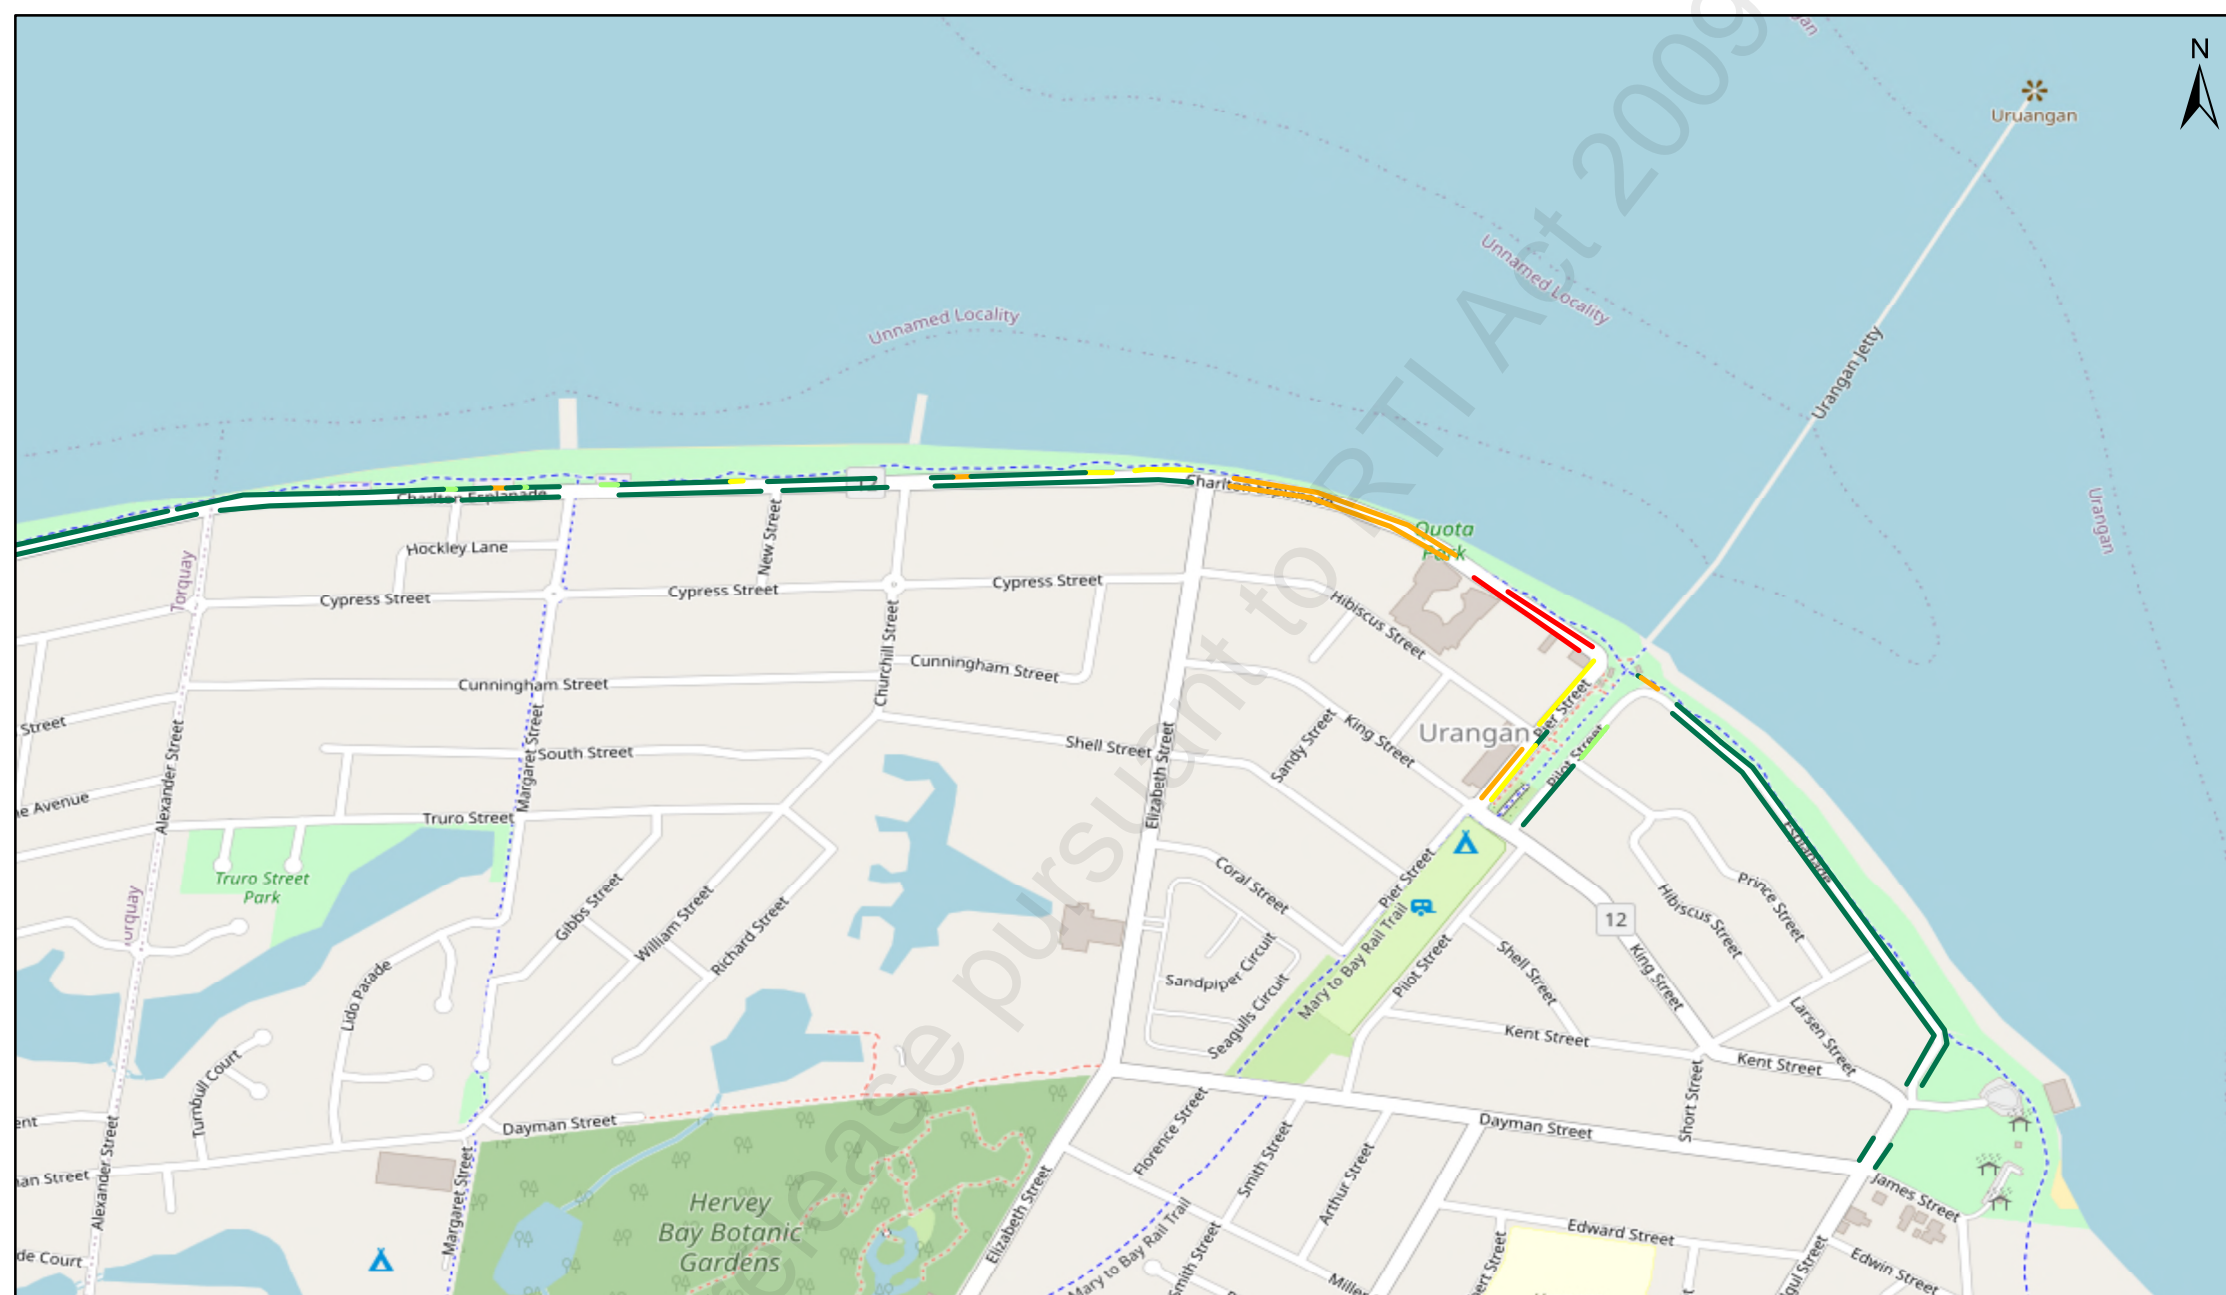 N
Uruangan
Unnamed Locality
Unnamed Locality
Urangan Jetty
Urangan
Charlton Esplanade
12
Charlton Esplanade
Quota
Park
Hockley Lane
New Street
Torquay
Cypress Street
Cypress Street
Cypress Street
Hibiscus Street
Churchill Street
Cunningham Street
Cunningham Street
Street
Alexander Street
Margaret Street
South Street
Shell Street
Elizabeth Street
Sandy Street
King Street
Urangan
Pier Street
Pilot Street
Esplanade
Truro Street
Truro Street
Park
Gibbs Street
William Street
Richard Street
Coral Street
Pier Street
Mary to Bay Rail Trail
Pilot Street
Shell Street
12
King Street
Hibiscus Street
Prince Street
Larsen Street
Sandpiper Circuit
Seagulls Circuit
Lido Parade
Turnbull Court
Kent Street
Kent Street
Short Street
Dayman Street
Dayman Street
Alexander Street
Margaret Street
Hervey
Bay Botanic
Gardens
Elizabeth Street
Florence Street
Smith Street
Arthur Street
Mary to Bay Rail Trail
Smith Street
Edward Street
James Street
Edwin Street
de Court
Miller
ease pursuant to RTI Act 2009